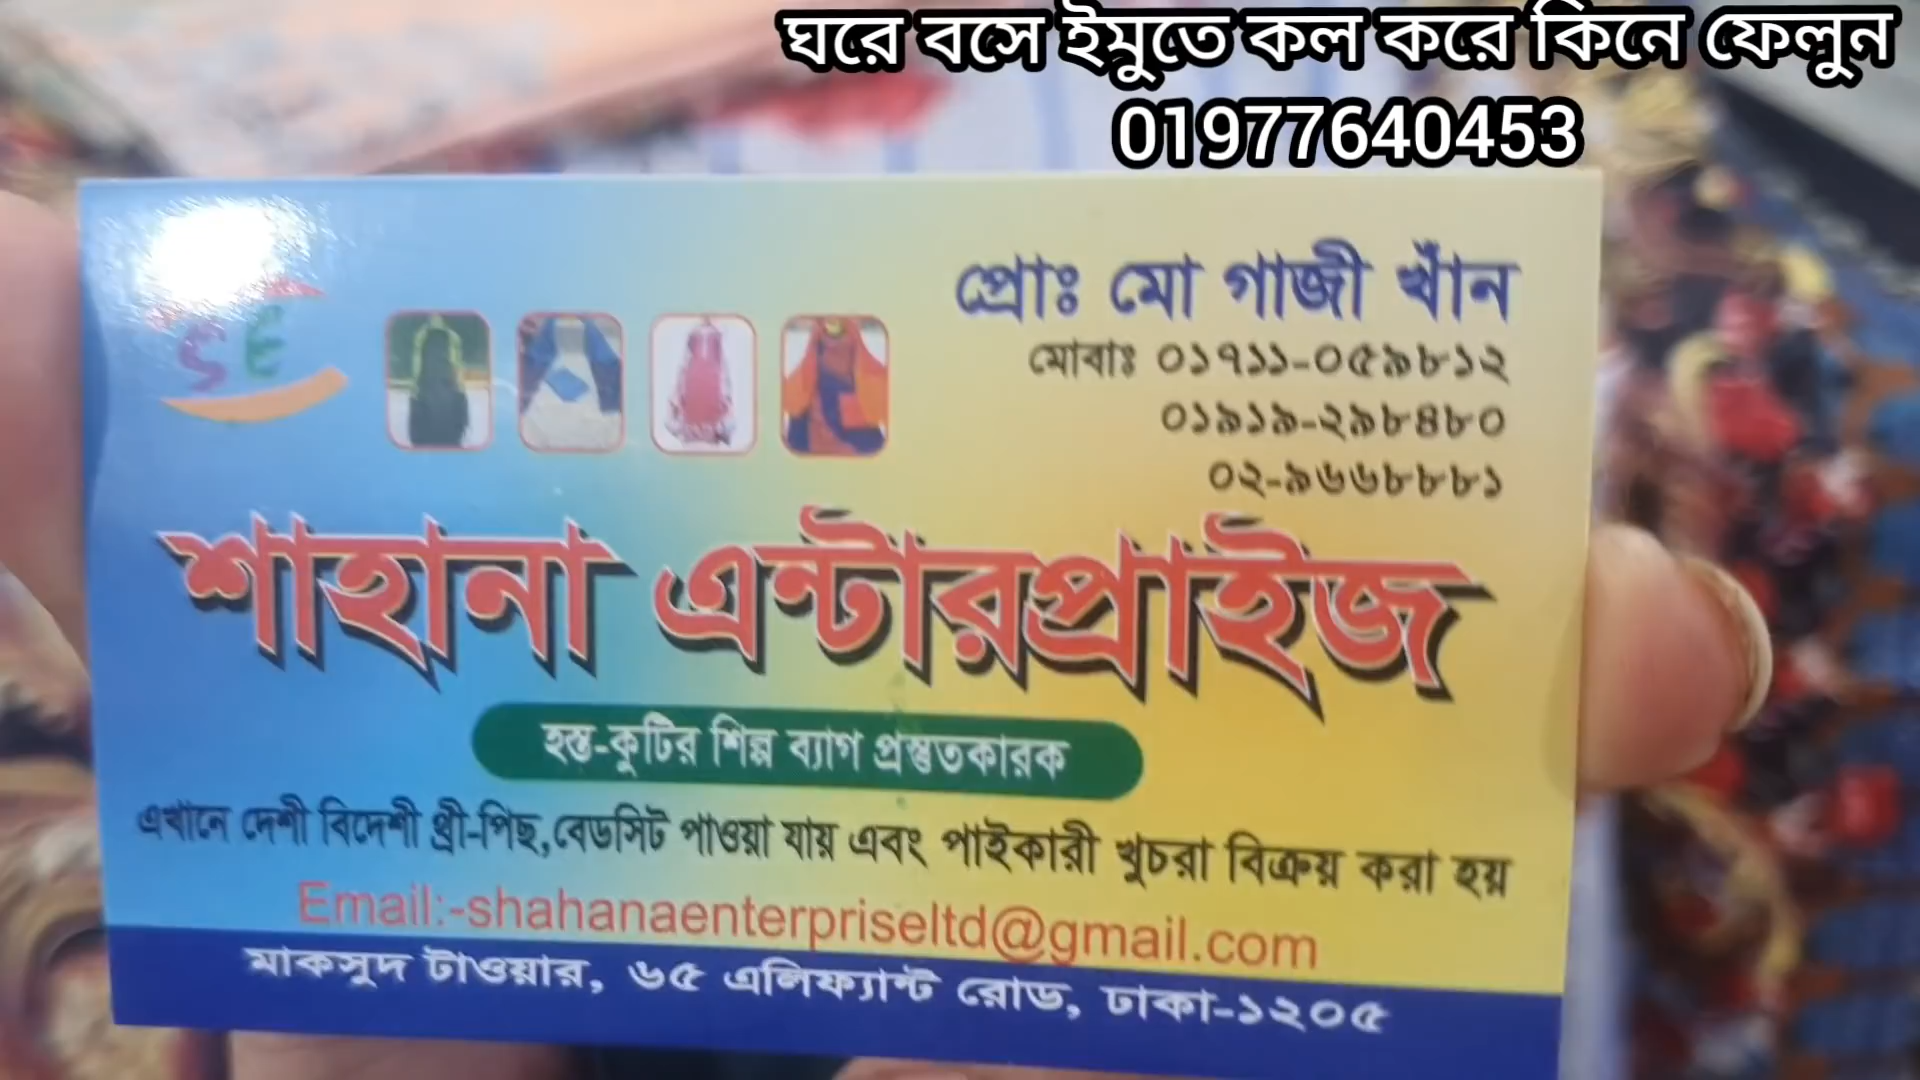 ঘরে বসে ইমুতে কল করে কিনে ফেলুন
01977640453
প্রোঃ মো গাজী খাঁন
মোবাঃ ০১৭১১-০৫৯৮১২
০১৯১৯-২৯৮৪৮০
০২-৯৬৬৮৮৮১
SE
শাহানা এন্টারপ্রাইজ
হস্ত-কুটির শিল্প ব্যাগ প্রস্তুতকারক
এখানে দেশী বিদেশী থ্রী-পিছ,বেডসিট পাওয়া যায় এবং পাইকারী খুচরা বিক্রয় করা হয়
Email:-shahanaenterpriseltd@gmail.com
মাকসুদ টাওয়ার, ৬৫ এলিফ্যান্ট রোড, ঢাকা-১২০৫